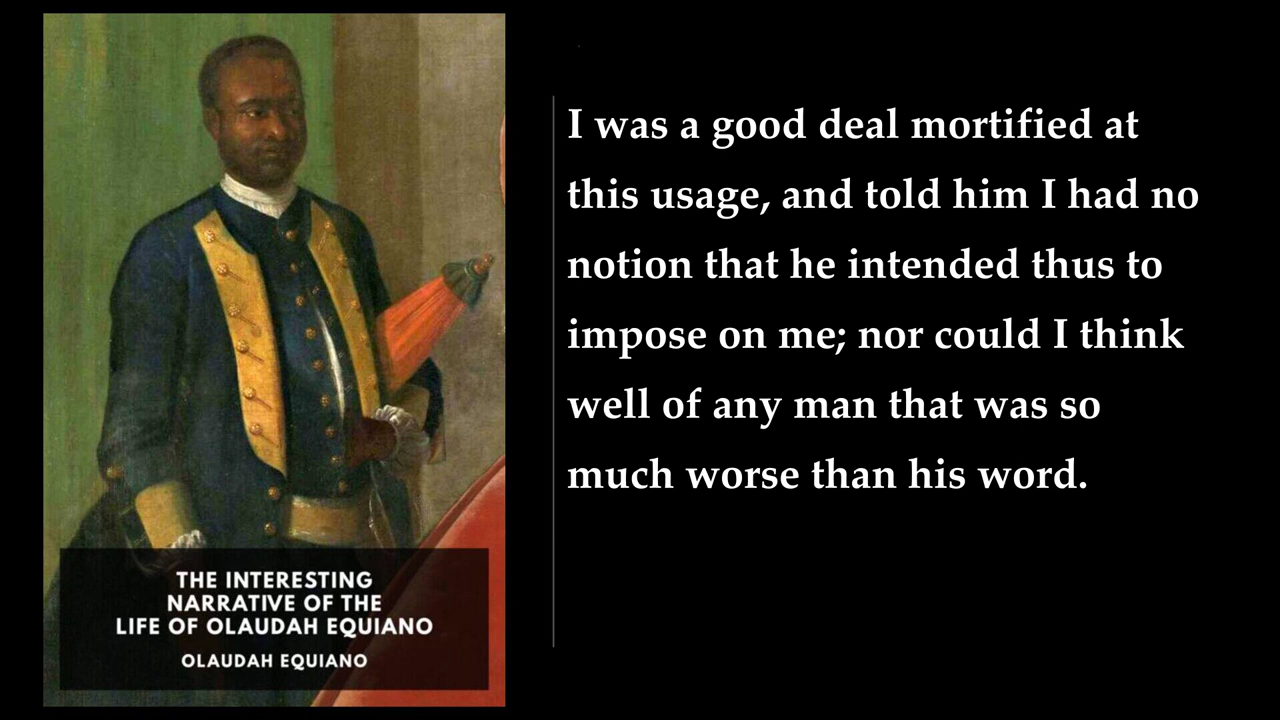 I was a good deal mortified at
this usage, and told him I had no
notion that he intended thus to
impose on me; nor could I think
well of any man that was so
much worse than his word.
THE INTERESTING
NARRATIVE OF THE
LIFE OF OLAUDAH EQUIANO
OLAUDAH EQUIANO